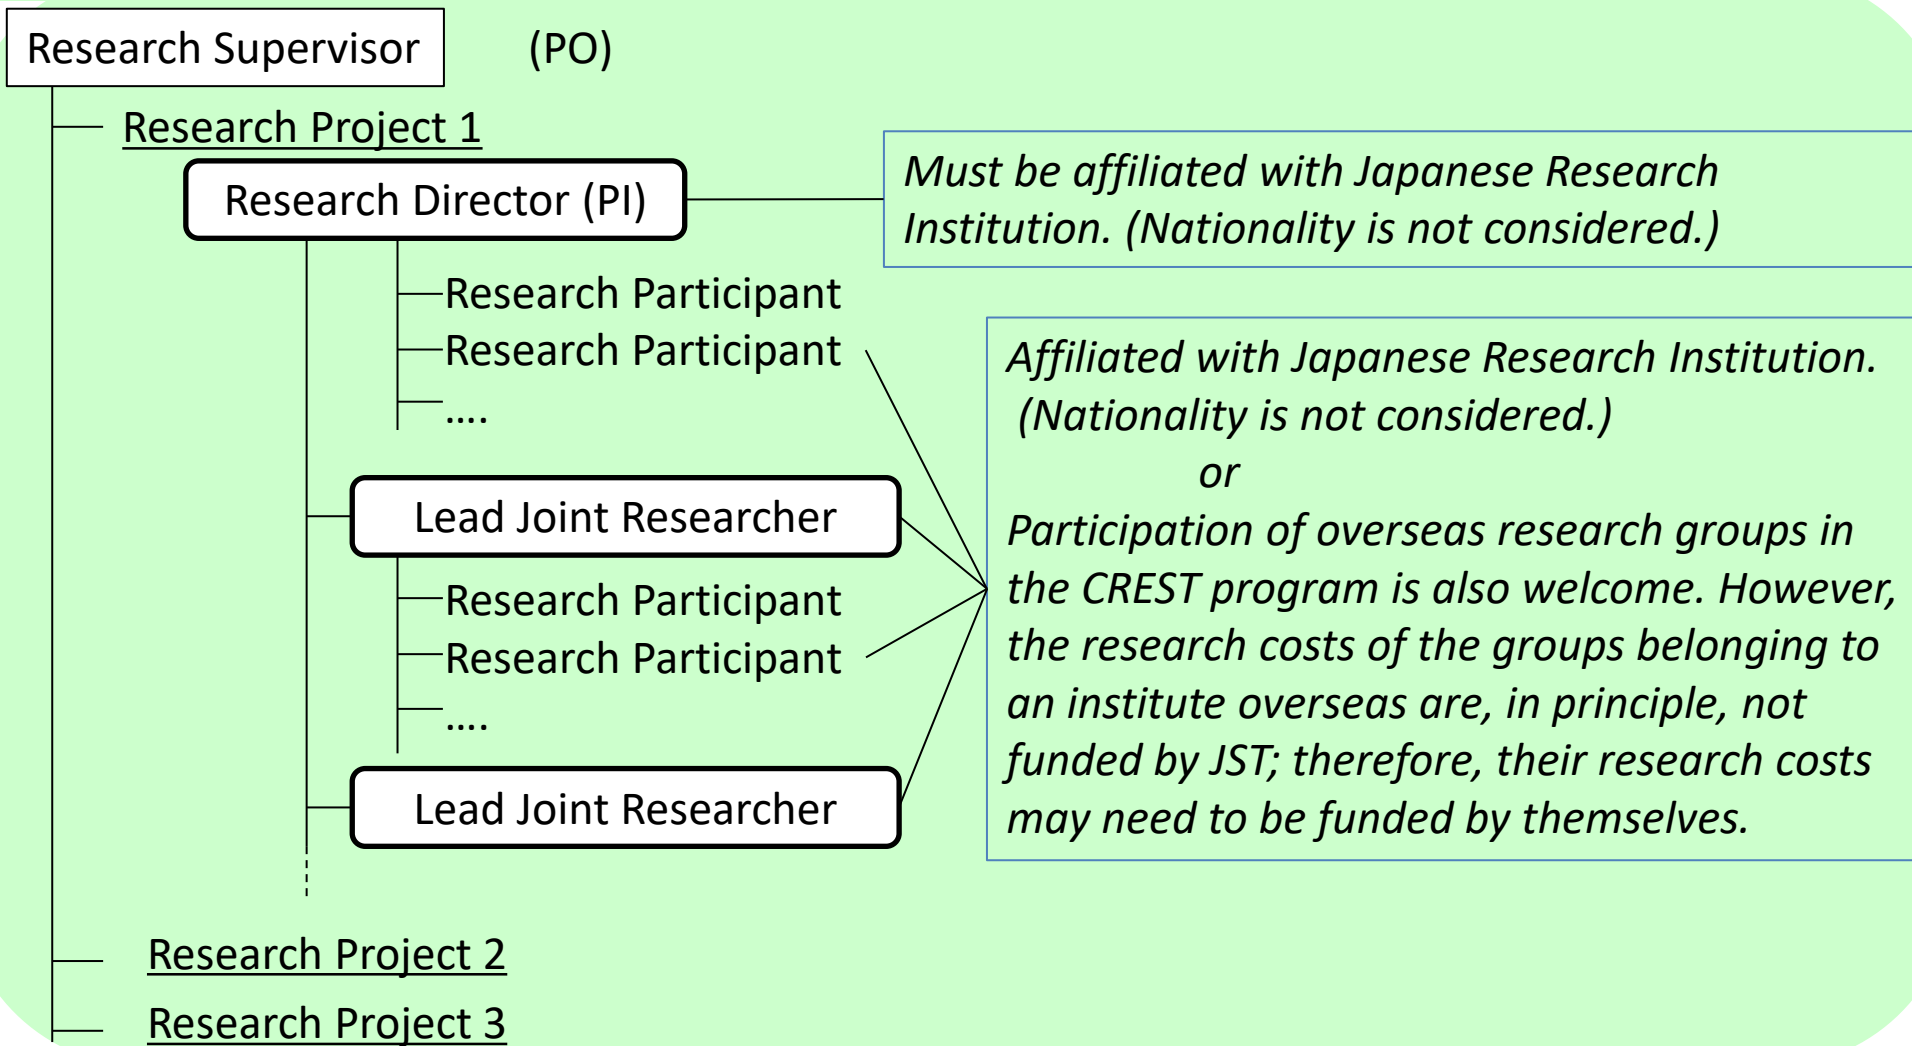 Research Supervisor (PO)
Research Project 1
Research Director (PI)
Must be affiliated with Japanese Research
Institution. (Nationality is not considered.)
Research Participant
Research Participant
....
Affiliated with Japanese Research Institution.
(Nationality is not considered.)
or
Participation of overseas research groups in
the CREST program is also welcome. However,
the research costs of the groups belonging to
an institute overseas are, in principle, not
funded by JST; therefore, their research costs
may need to be funded by themselves.
Lead Joint Researcher
Research Participant
Research Participant
....
Lead Joint Researcher
Research Project 2
Research Project 3